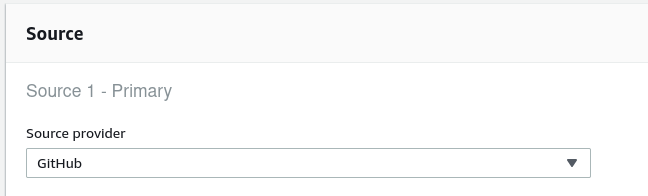 Source
Source 1 - Primary
Source provider
GitHub